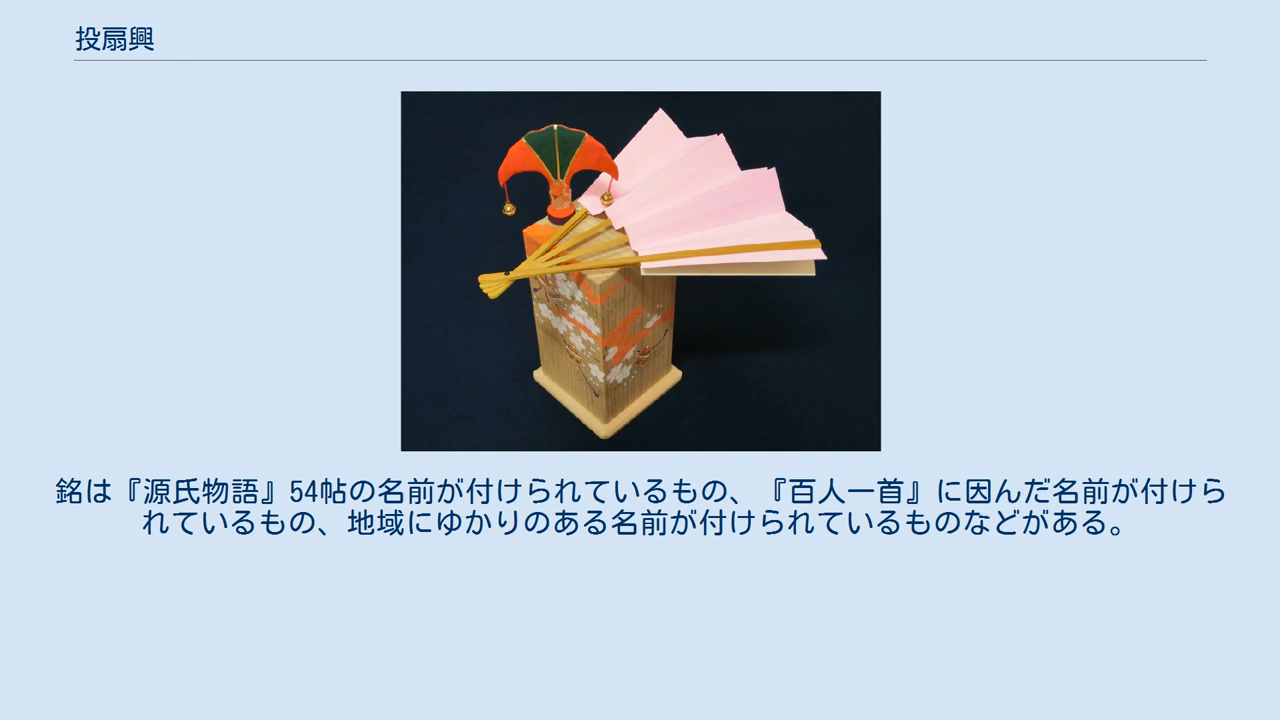 投扇興
銘は『源氏物語』54帖の名前が付けられているもの、『百人一首』に因んだ名前が付けら
れているもの、地域にゆかりのある名前が付けられているものなどがある。